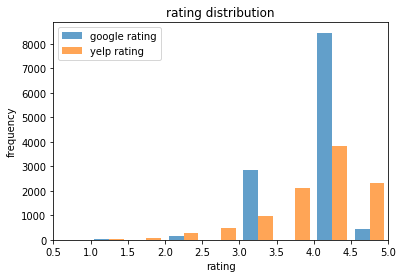 rating distribution
google rating
yelp rating
frequency
8000
7000
6000
5000
4000
3000
2000
1000
0
0.5 1.0 1.5 2.0 2.5 3.0 3.5 4.0 4.5 5.0
rating